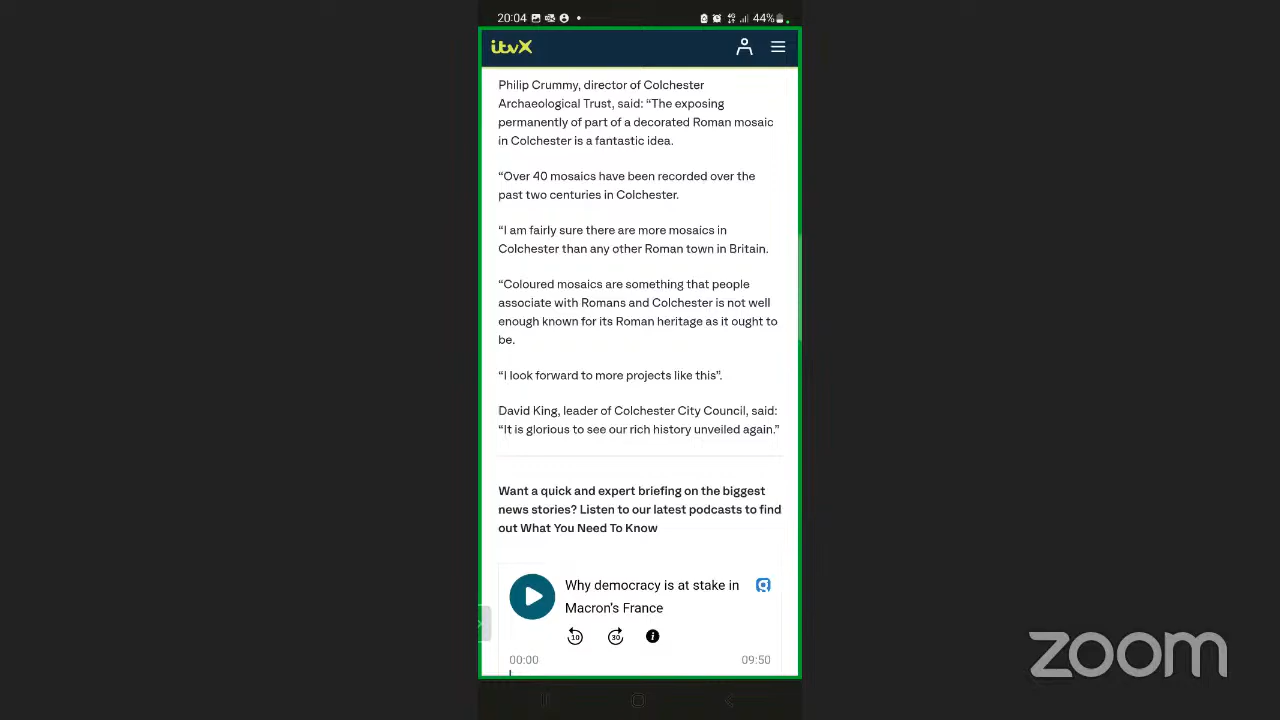 20:04
44%
itvX
Philip Crummy, director of Colchester
Archaeological Trust, said: “The exposing
permanently of part of a decorated Roman mosaic
in Colchester is a fantastic idea.
“Over 40 mosaics have been recorded over the
past two centuries in Colchester.
“I am fairly sure there are more mosaics in
Colchester than any other Roman town in Britain.
“Coloured mosaics are something that people
associate with Romans and Colchester is not well
enough known for its Roman heritage as it ought to
be.
“I look forward to more projects like this”.
David King, leader of Colchester City Council, said:
“It is glorious to see our rich history unveiled again.”
Want a quick and expert briefing on the biggest
news stories? Listen to our latest podcasts to find
out What You Need To Know
Why democracy is at stake in
Macron’s France
10 30
00:00 09:50
zoom